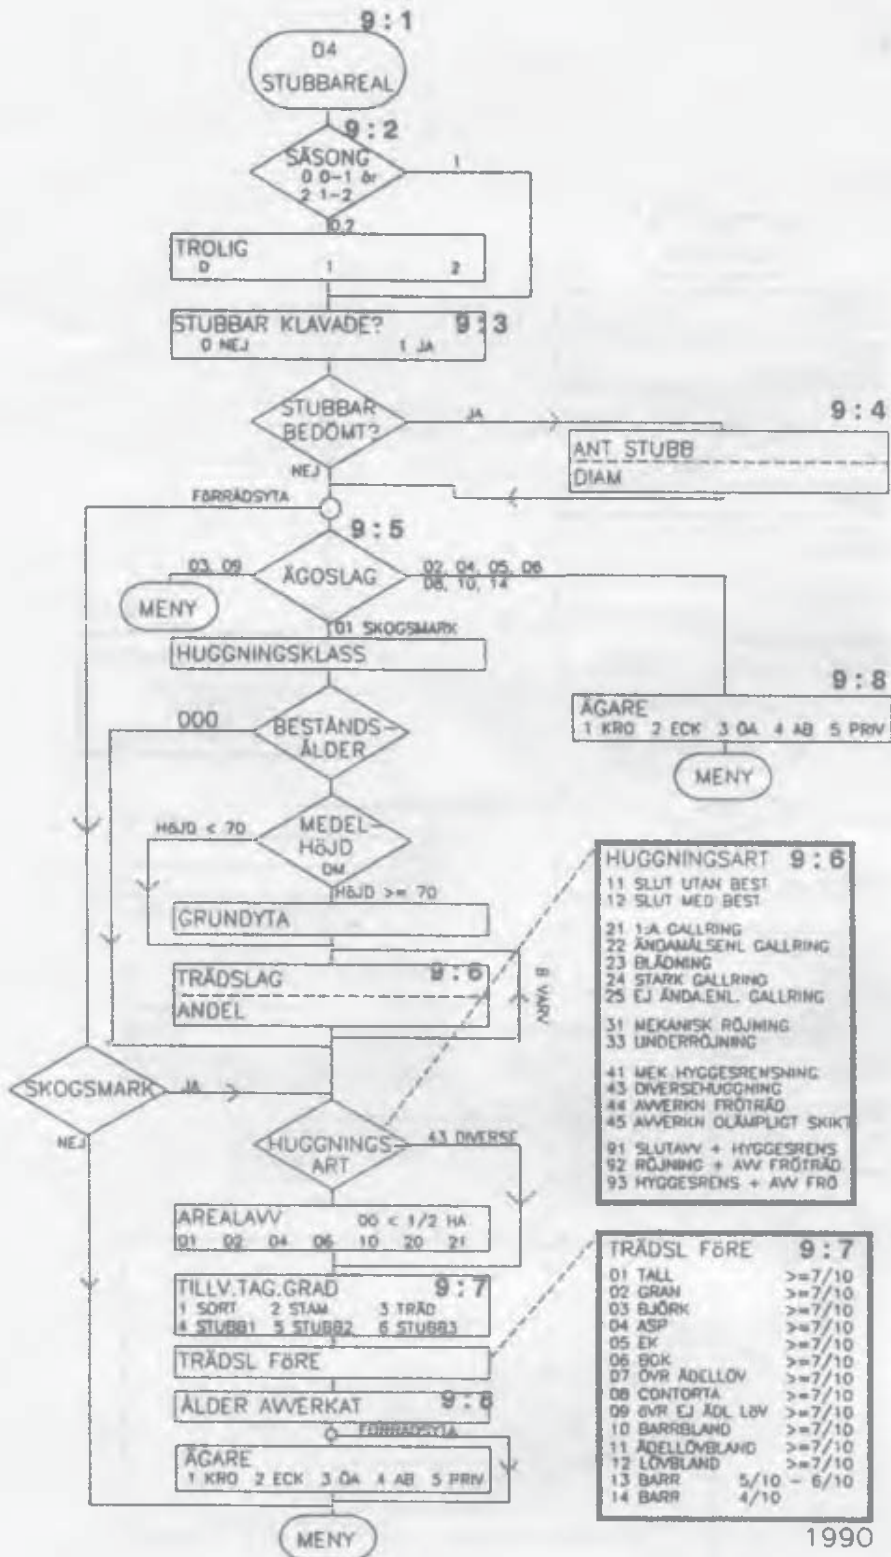 9:1
04
STUBBAREAL
9:2
SÄSONG
0 0-1 år
2 1-2
1
0,2
TROLIG
0 1 2
STUBBAR KLAVADE? 9:3
0 NEJ 1 JA
STUBBAR
BEDÖMT?
JA
NEJ
9:4
ANT STUBB
DIAM
FÖRRÅDSYTA
9:5
ÄGOSLAG
03, 09
MENY
02, 04, 05, 06
08, 10, 14
01 SKOGSMARK
HUGGNINGSKLASS
9:8
ÄGARE
1 KRO 2 ECK 3 ÖA 4 AB 5 PRIV
MENY
000
BESTÅNDS-
ÅLDER
HÖJD < 70
MEDEL-
HÖJD
DM
HÖJD >= 70
GRUNDYTA
TRÄDSLAG 9:6
ANDEL
8 VARV
SKOGSMARK
JA
NEJ
HUGGNINGS
ART
43 DIVERSE
AREALAVV 00 < 1/2 HA
01 02 04 06 10 20 21
TILLV.TAG.GRAD 9:7
1 SORT 2 STAM 3 TRÄD
4 STUBB1 5 STUBB2 6 STUBB3
TRÄDSL FÖRE
ÅLDER AVVERKAT 9:8
FÖRRÅDSYTA
ÄGARE
1 KRO 2 ECK 3 ÖA 4 AB 5 PRIV
MENY
HUGGNINGSART 9:6
11 SLUT UTAN BEST
12 SLUT MED BEST
21 1:A GALLRING
22 ÄNDAMÅLSENL GALLRING
23 BLÄDNING
24 STARK GALLRING
25 EJ ÄNDA.ENL. GALLRING
31 MEKANISK RÖJNING
33 UNDERRÖJNING
41 MEK HYGGESRENSNING
43 DIVERSEHUGGNING
44 AVVERKN FRÖTRÄD
45 AVVERKN OLÄMPLIGT SKIKT
91 SLUTAVV + HYGGESRENS
92 RÖJNING + AVV FRÖTRÄD
93 HYGGESRENS + AVV FRÖ
TRÄDSL FÖRE 9:7
01 TALL >=7/10
02 GRAN >=7/10
03 BJÖRK >=7/10
04 ASP >=7/10
05 EK >=7/10
06 BOK >=7/10
07 ÖVR ÄDELLÖV >=7/10
08 CONTORTA >=7/10
09 ÖVR EJ ÄDL LÖV >=7/10
10 BARRBLAND >=7/10
11 ÄDELLÖVBLAND >=7/10
12 LÖVBLAND >=7/10
13 BARR 5/10 - 6/10
14 BARR 4/10
1990